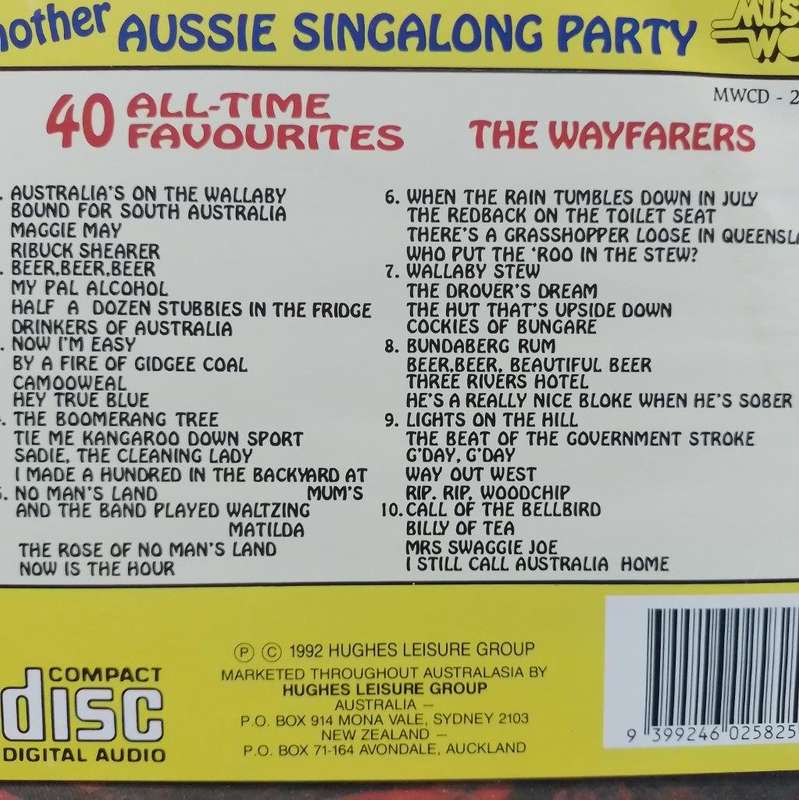 nother AUSSIE SINGALONG PARTY
MUS
WO
MWCD - 2
40 ALL-TIME FAVOURITES
THE WAYFARERS
. AUSTRALIA'S ON THE WALLABY
BOUND FOR SOUTH AUSTRALIA
MAGGIE MAY
RIBUCK SHEARER
. BEER,BEER,BEER
MY PAL ALCOHOL
HALF A DOZEN STUBBIES IN THE FRIDGE
DRINKERS OF AUSTRALIA
. NOW I'M EASY
BY A FIRE OF GIDGEE COAL
CAMOOWEAL
HEY TRUE BLUE
. THE BOOMERANG TREE
TIE ME KANGAROO DOWN SPORT
SADIE, THE CLEANING LADY
I MADE A HUNDRED IN THE BACKYARD AT
MUM'S
. NO MAN'S LAND
AND THE BAND PLAYED WALTZING
MATILDA
THE ROSE OF NO MAN'S LAND
NOW IS THE HOUR
6. WHEN THE RAIN TUMBLES DOWN IN JULY
THE REDBACK ON THE TOILET SEAT
THERE'S A GRASSHOPPER LOOSE IN QUEENSLA
WHO PUT THE 'ROO IN THE STEW?
7. WALLABY STEW
THE DROVER'S DREAM
THE HUT THAT'S UPSIDE DOWN
COCKIES OF BUNGARE
8. BUNDABERG RUM
BEER,BEER, BEAUTIFUL BEER
THREE RIVERS HOTEL
HE'S A REALLY NICE BLOKE WHEN HE'S SOBER
9. LIGHTS ON THE HILL
THE BEAT OF THE GOVERNMENT STROKE
G'DAY, G'DAY
WAY OUT WEST
RIP, RIP, WOODCHIP
10. CALL OF THE BELLBIRD
BILLY OF TEA
MRS SWAGGIE JOE
I STILL CALL AUSTRALIA HOME
COMPACT
disc
DIGITAL AUDIO
Ⓟ © 1992 HUGHES LEISURE GROUP
MARKETED THROUGHOUT AUSTRALASIA BY
HUGHES LEISURE GROUP
AUSTRALIA –
P.O. BOX 914 MONA VALE, SYDNEY 2103
NEW ZEALAND –
P.O. BOX 71-164 AVONDALE, AUCKLAND
9 399246 025825